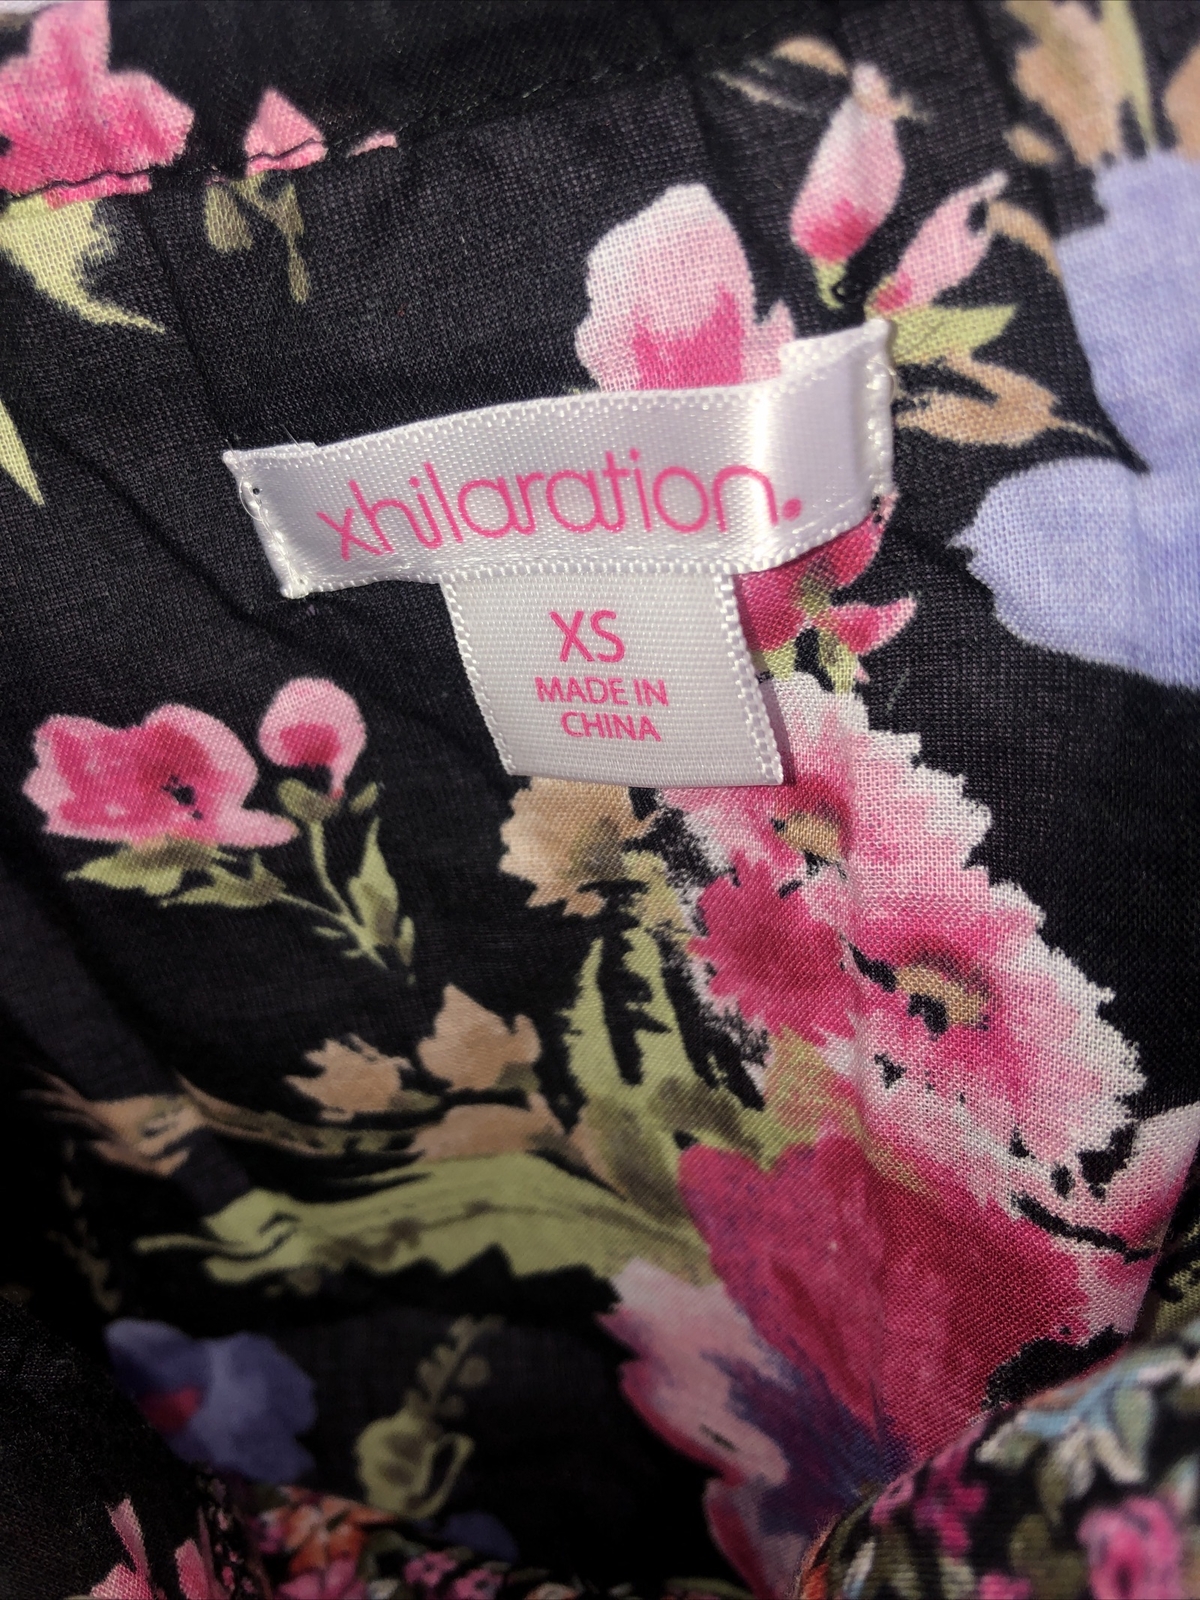 xhilaration.
XS
MADE IN
CHINA